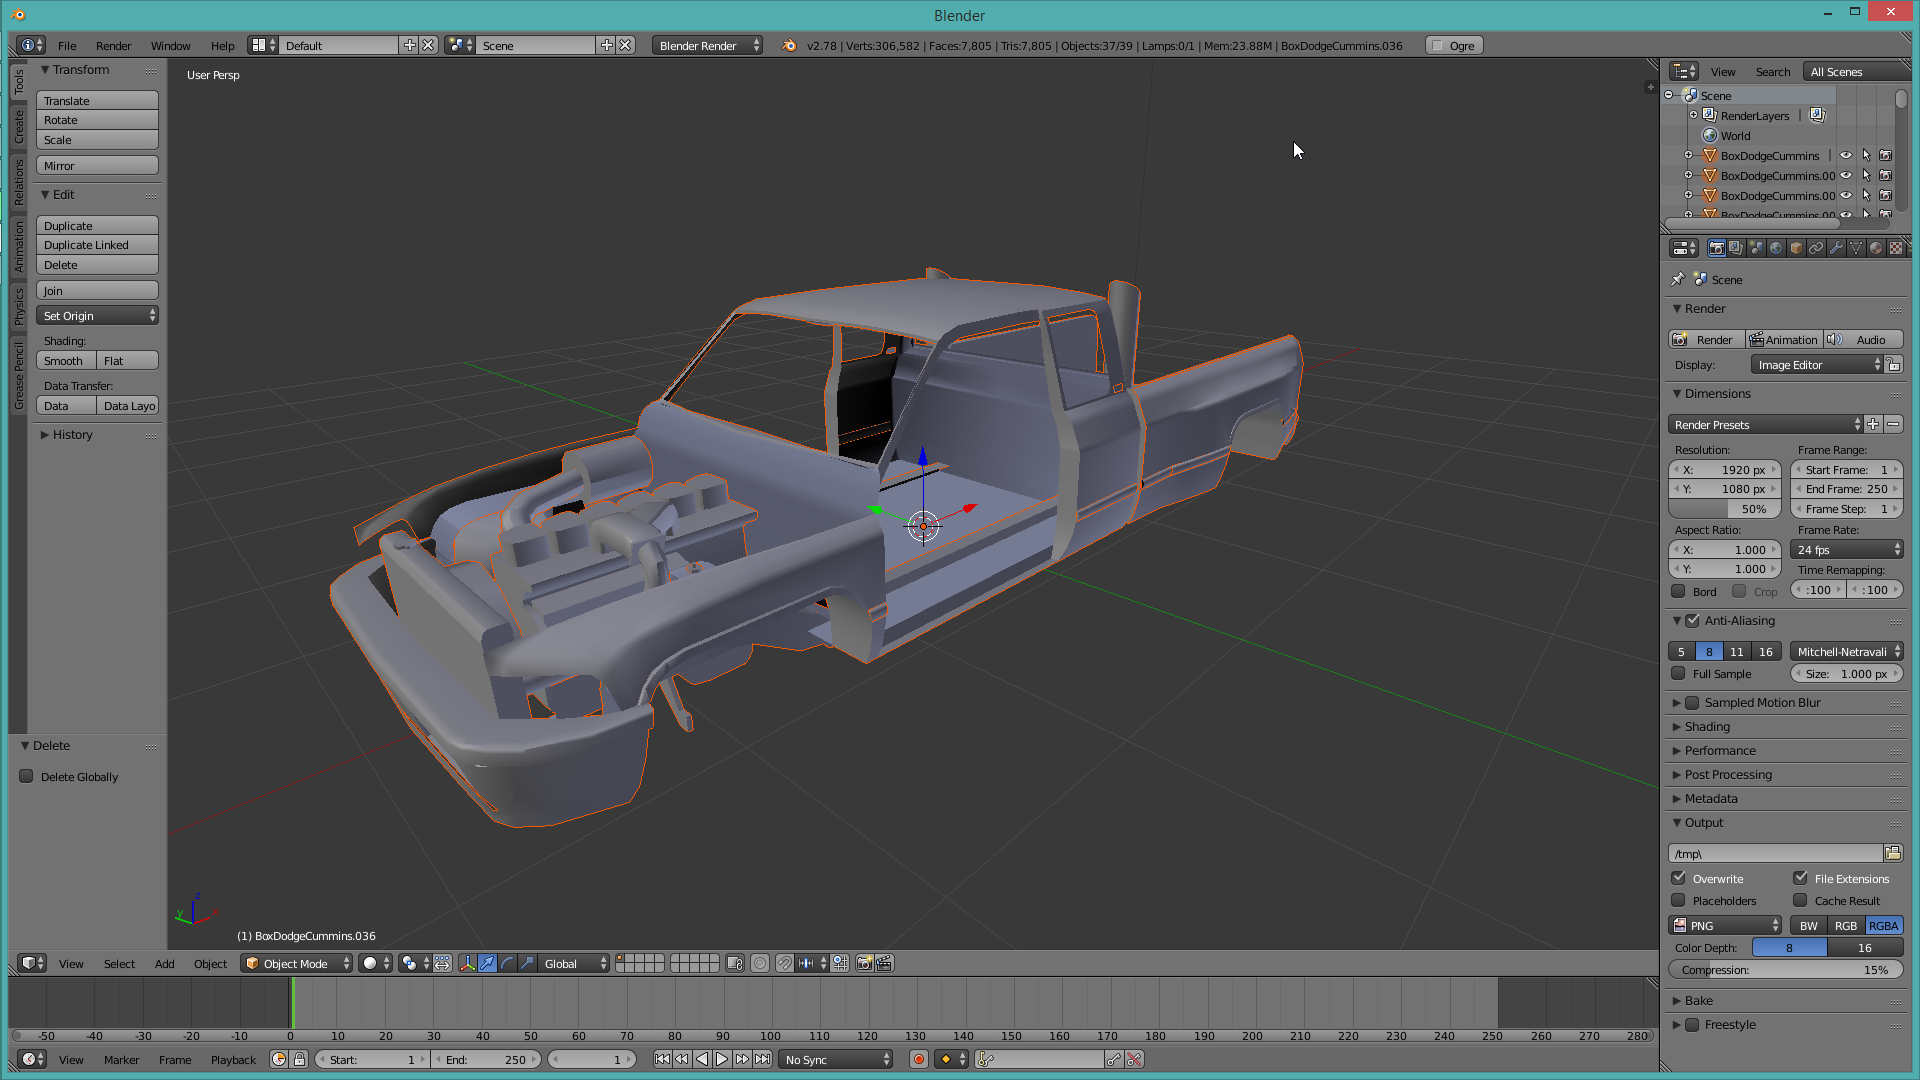 Blender
File Render Window Help Default Scene Blender Render v2.78 | Verts:306,582 | Faces:7,805 | Tris:7,805 | Objects:37/39 | Lamps:0/1 | Mem:23.88M | BoxDodgeCummins.036 Ogre
Tools
Create
Relations
Animation
Physics
Grease Pencil
Transform
Translate
Rotate
Scale
Mirror
Edit
Duplicate
Duplicate Linked
Delete
Join
Set Origin
Shading:
Smooth Flat
Data Transfer:
Data Data Layo
History
Delete
Delete Globally
User Persp
z
y
x
(1) BoxDodgeCummins.036
View Select Add Object Object Mode Global
-50 -40 -30 -20 -10 0 10 20 30 40 50 60 70 80 90 100 110 120 130 140 150 160 170 180 190 200 210 220 230 240 250 260 270 280
View Marker Frame Playback Start: 1 End: 250 1 No Sync
View Search All Scenes
Scene
RenderLayers
World
BoxDodgeCummins
BoxDodgeCummins.00
BoxDodgeCummins.00
BoxDodgeCummins.00
Scene
Render
Render Animation Audio
Display: Image Editor
Dimensions
Render Presets
Resolution: Frame Range:
X: 1920 px Start Frame: 1
Y: 1080 px End Frame: 250
50% Frame Step: 1
Aspect Ratio: Frame Rate:
X: 1.000 24 fps
Y: 1.000 Time Remapping:
Bord Crop :100 :100
Anti-Aliasing
5 8 11 16 Mitchell-Netravali
Full Sample Size: 1.000 px
Sampled Motion Blur
Shading
Performance
Post Processing
Metadata
Output
/tmp\
Overwrite File Extensions
Placeholders Cache Result
PNG BW RGB RGBA
Color Depth: 8 16
Compression: 15%
Bake
Freestyle